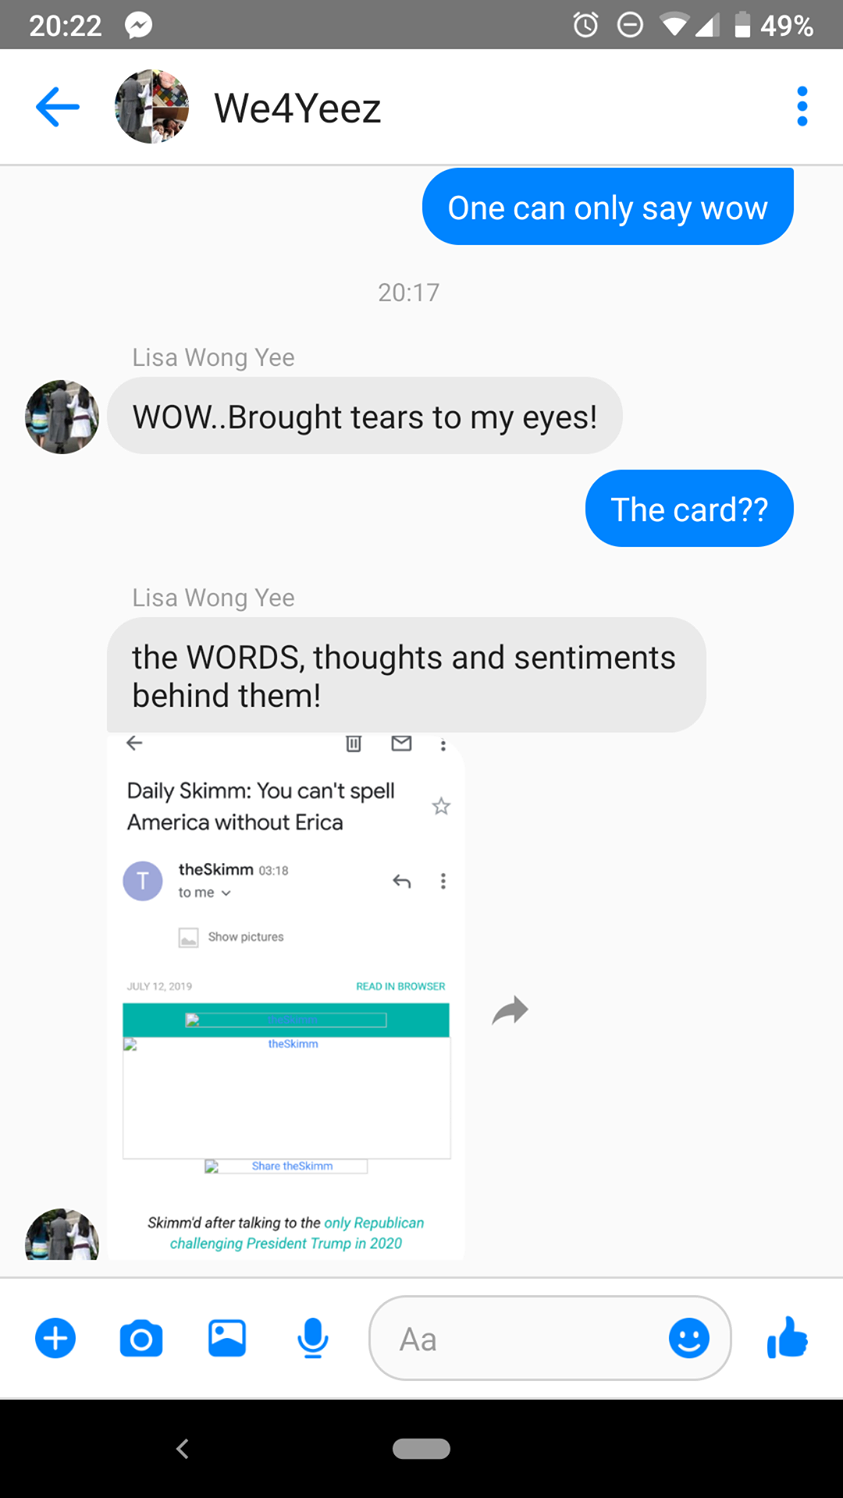 20:22
49%
We4Yeez
One can only say wow
20:17
Lisa Wong Yee
WOW..Brought tears to my eyes!
The card??
Lisa Wong Yee
the WORDS, thoughts and sentiments
behind them!
Daily Skimm: You can't spell
America without Erica
T
theSkimm 03:18
to me
Show pictures
JULY 12, 2019
READ IN BROWSER
theSkimm
theSkimm
Share theSkimm
Skimm'd after talking to the only Republican
challenging President Trump in 2020
Aa